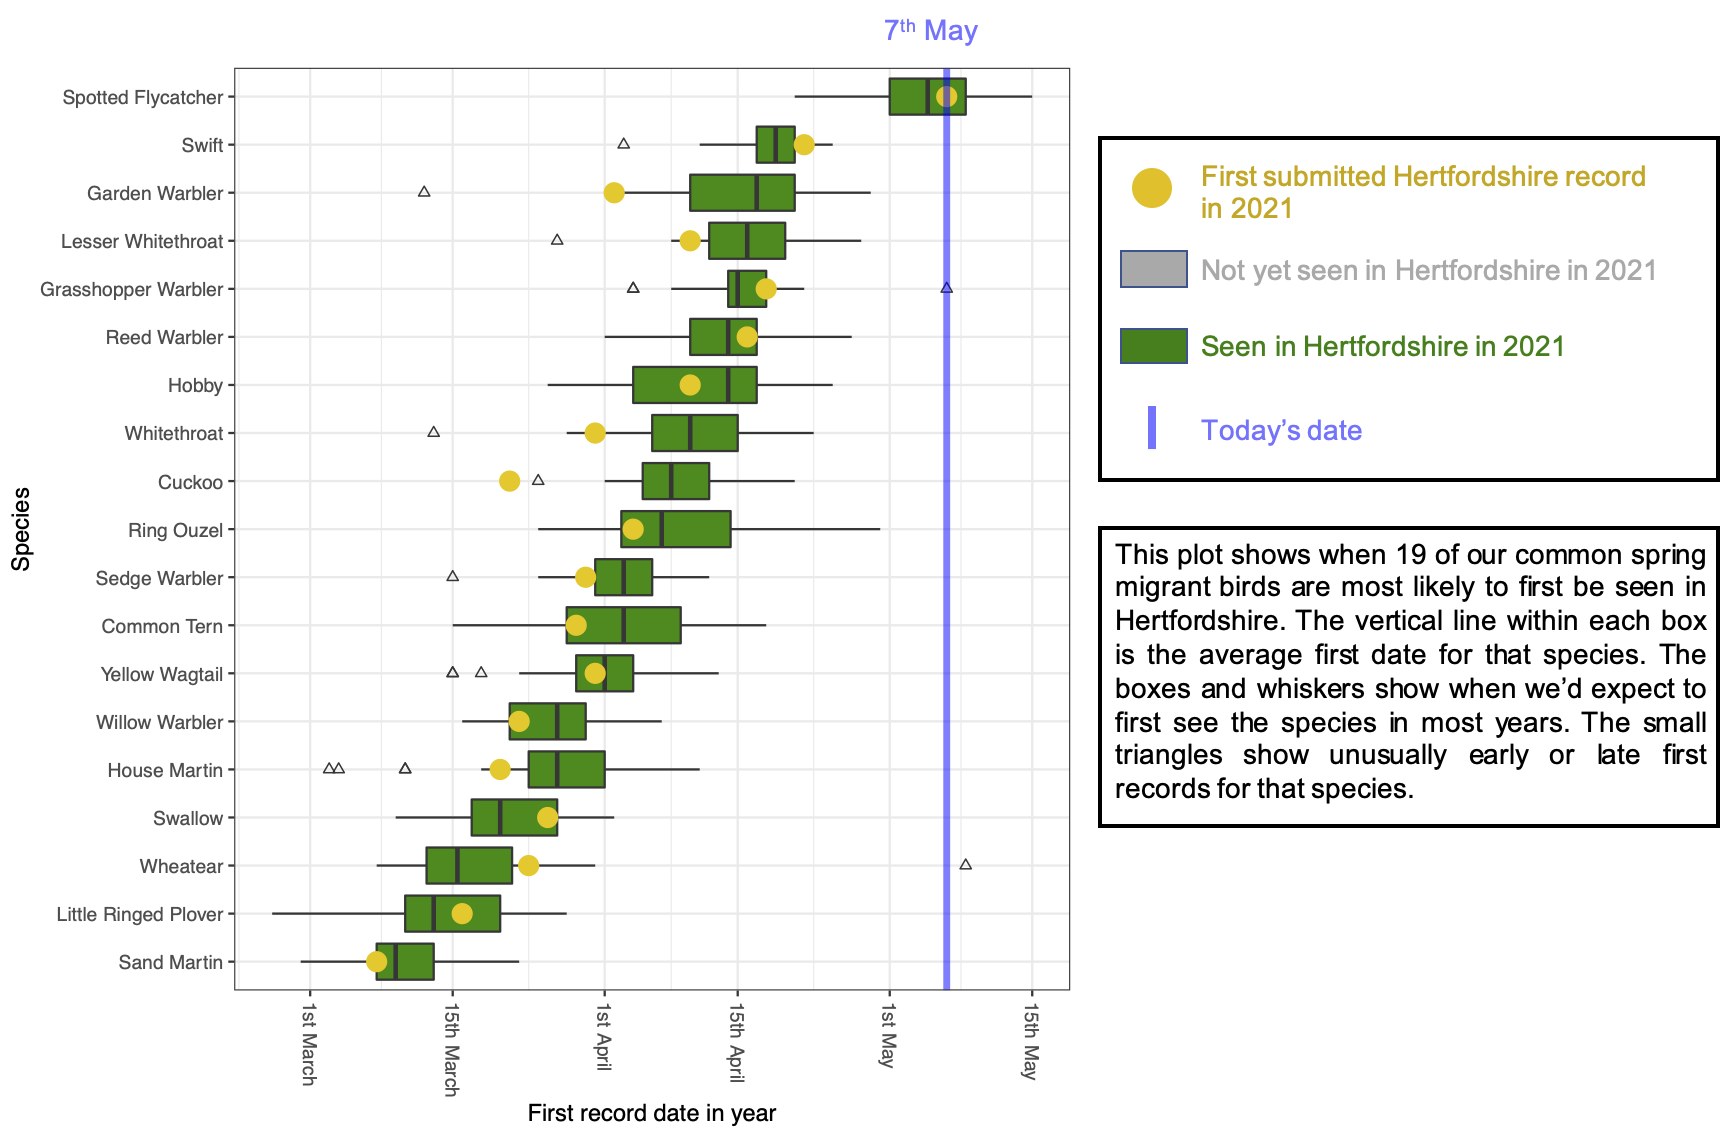 7th May
Spotted Flycatcher
Swift
Garden Warbler
Lesser Whitethroat
Grasshopper Warbler
Reed Warbler
Hobby
Whitethroat
Cuckoo
Ring Ouzel
Sedge Warbler
Common Tern
Yellow Wagtail
Willow Warbler
House Martin
Swallow
Wheatear
Little Ringed Plover
Sand Martin
Species
1st March
15th March
1st April
15th April
1st May
15th May
First record date in year
First submitted Hertfordshire record
in 2021
Not yet seen in Hertfordshire in 2021
Seen in Hertfordshire in 2021
Today’s date
This plot shows when 19 of our common spring
migrant birds are most likely to first be seen in
Hertfordshire. The vertical line within each box
is the average first date for that species. The
boxes and whiskers show when we’d expect to
first see the species in most years. The small
triangles show unusually early or late first
records for that species.